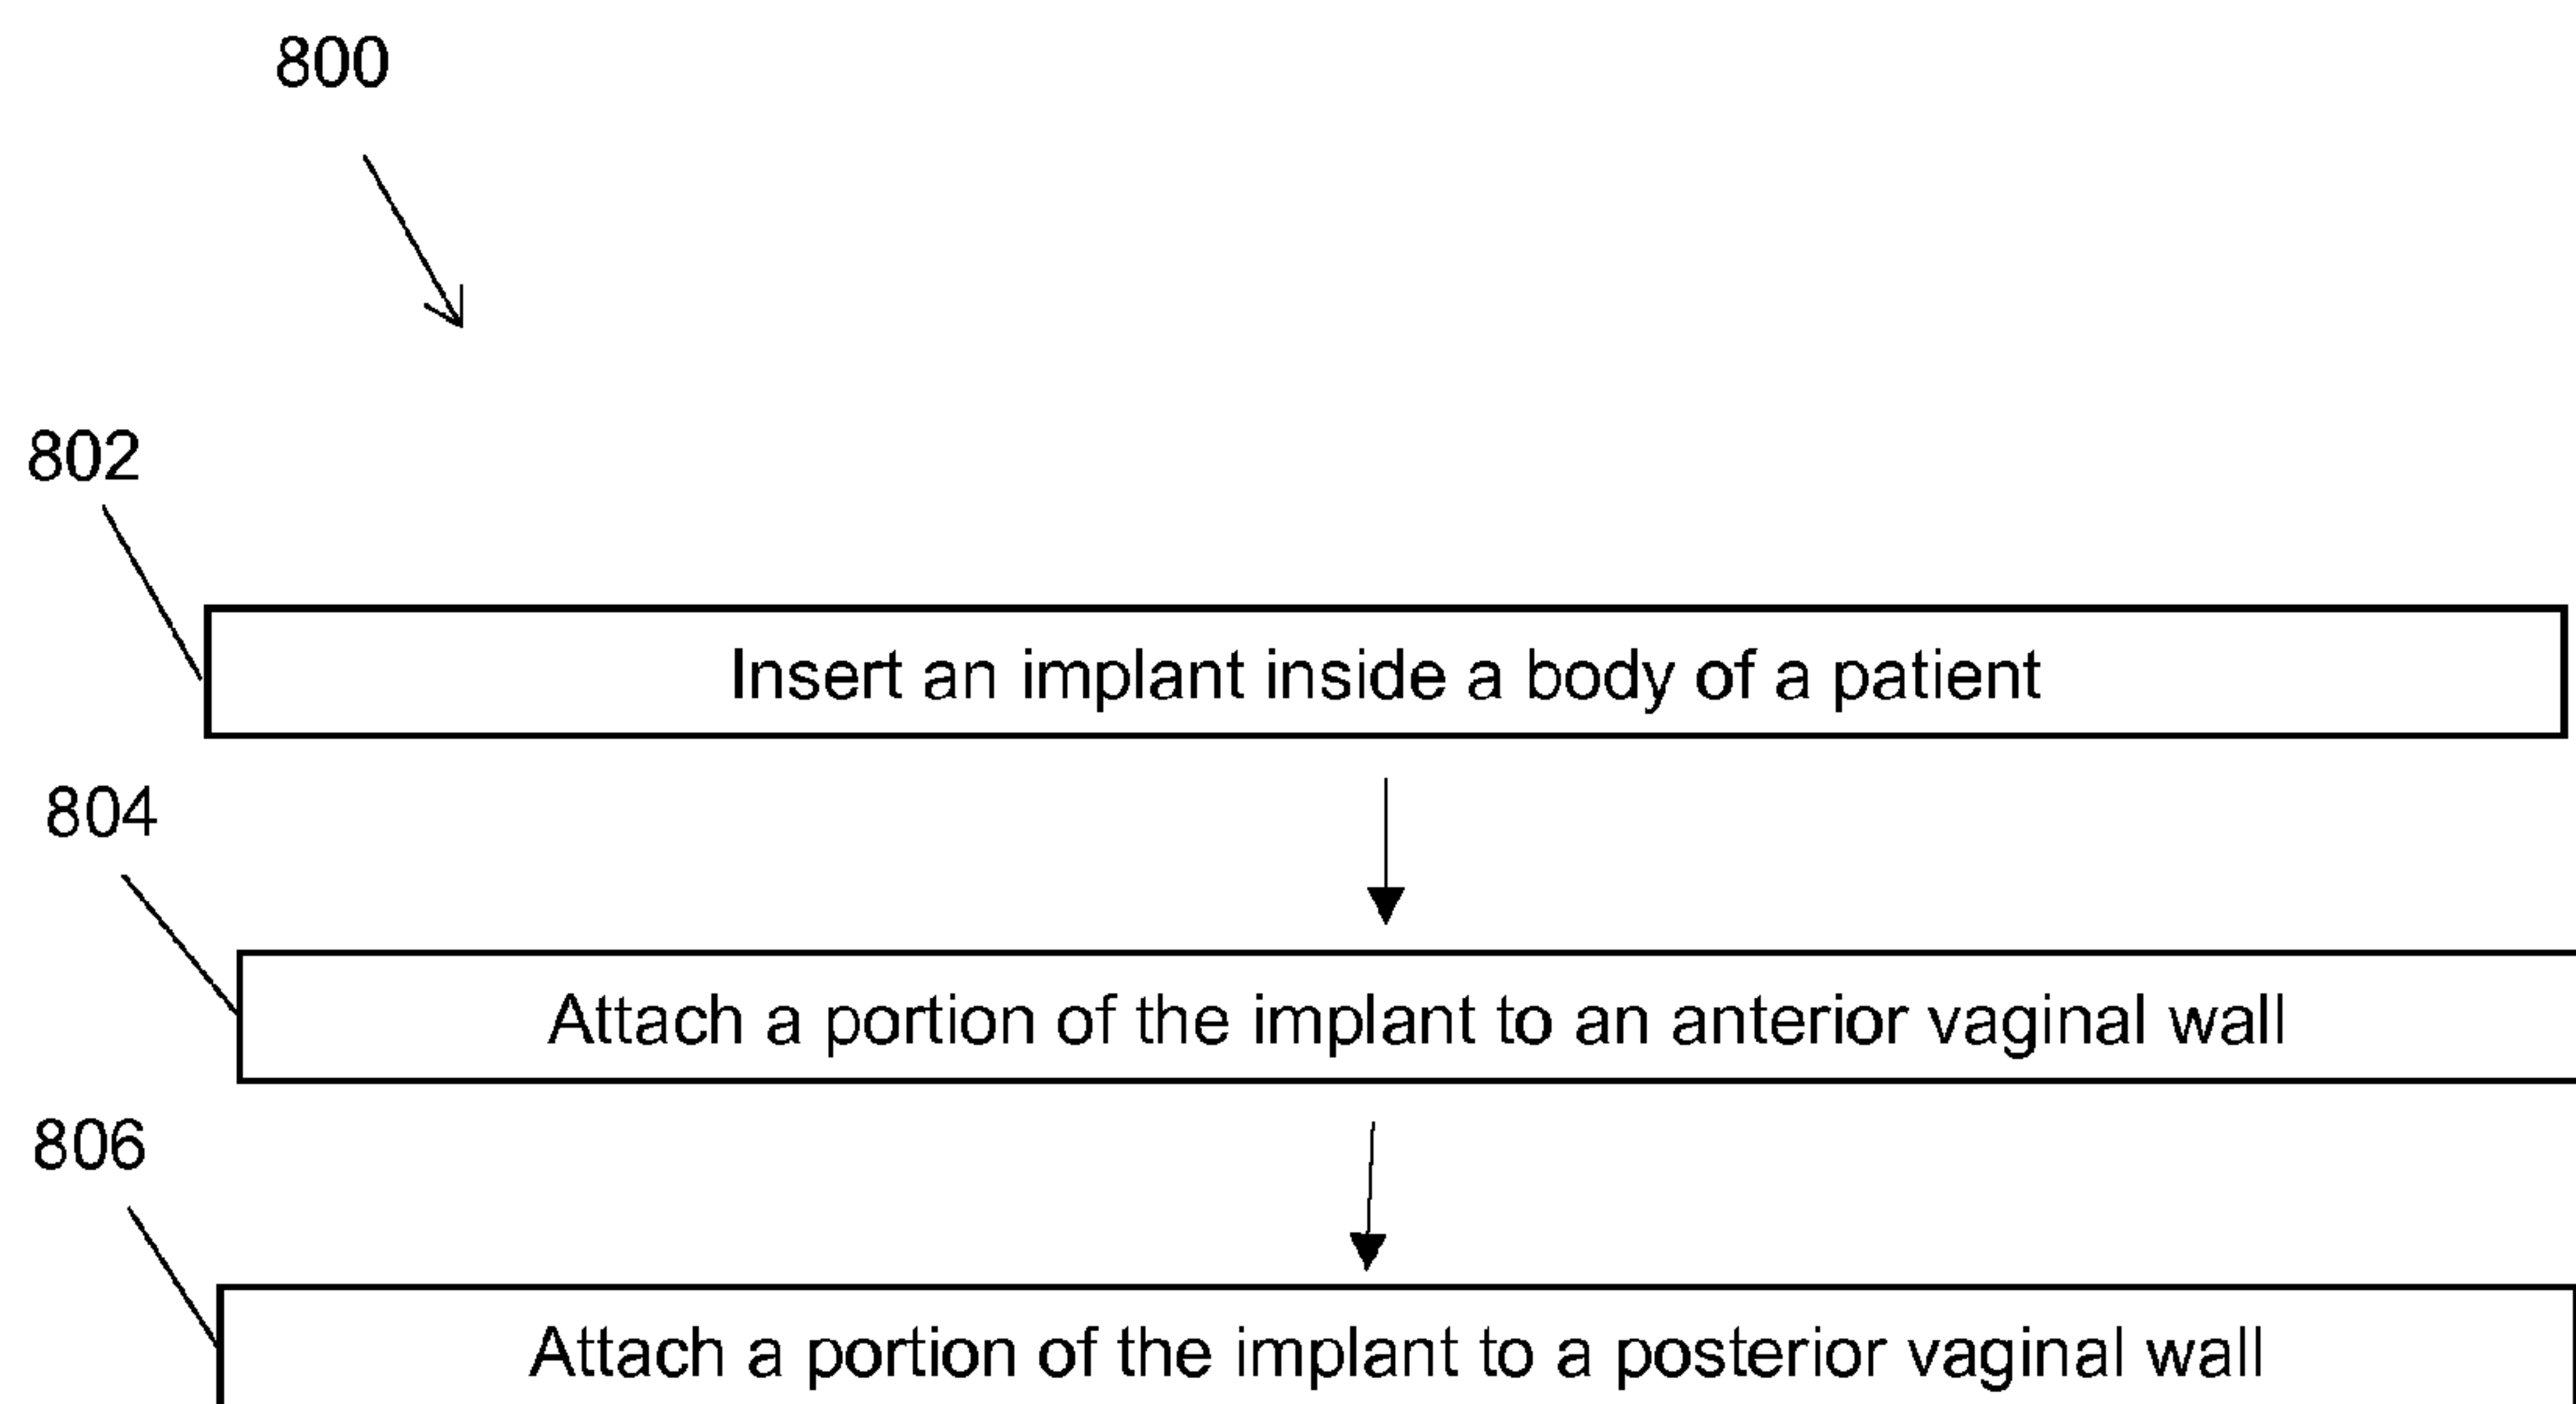 800
802
Insert an implant inside a body of a patient
804
Attach a portion of the implant to an anterior vaginal wall
806
Attach a portion of the implant to a posterior vaginal wall